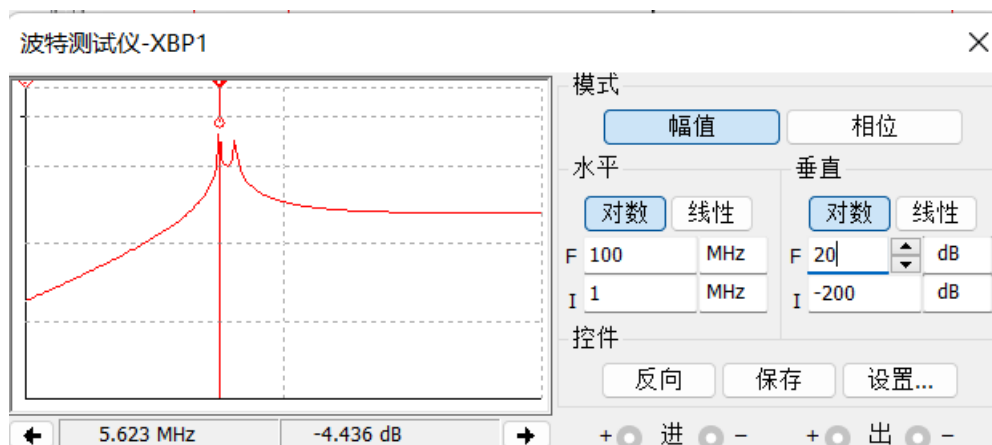 波特测试仪-XBP1
模式
幅值 相位
水平 垂直
对数 线性 对数 线性
F 100 MHz F 20 dB
I 1 MHz I -200 dB
控件
反向 保存 设置...
5.623 MHz -4.436 dB + 进 - + 出 -